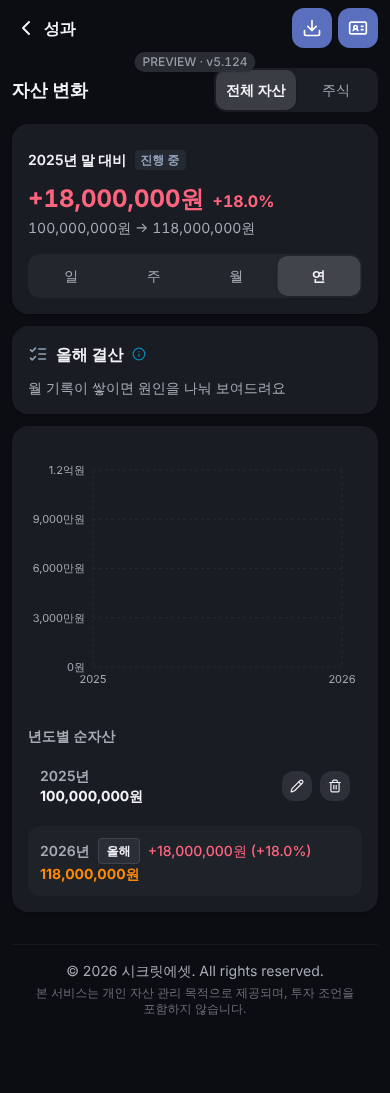 성과
PREVIEW · v5.124
자산 변화
전체 자산
주식
2025년 말 대비 진행 중
+18,000,000원 +18.0%
100,000,000원 → 118,000,000원
일 주 월 연
올해 결산
월 기록이 쌓이면 원인을 나눠 보여드려요
1.2억원
9,000만원
6,000만원
3,000만원
0원
2025 2026
년도별 순자산
2025년
100,000,000원
2026년 올해 +18,000,000원 (+18.0%)
118,000,000원
© 2026 시크릿에셋. All rights reserved.
본 서비스는 개인 자산 관리 목적으로 제공되며, 투자 조언을
포함하지 않습니다.